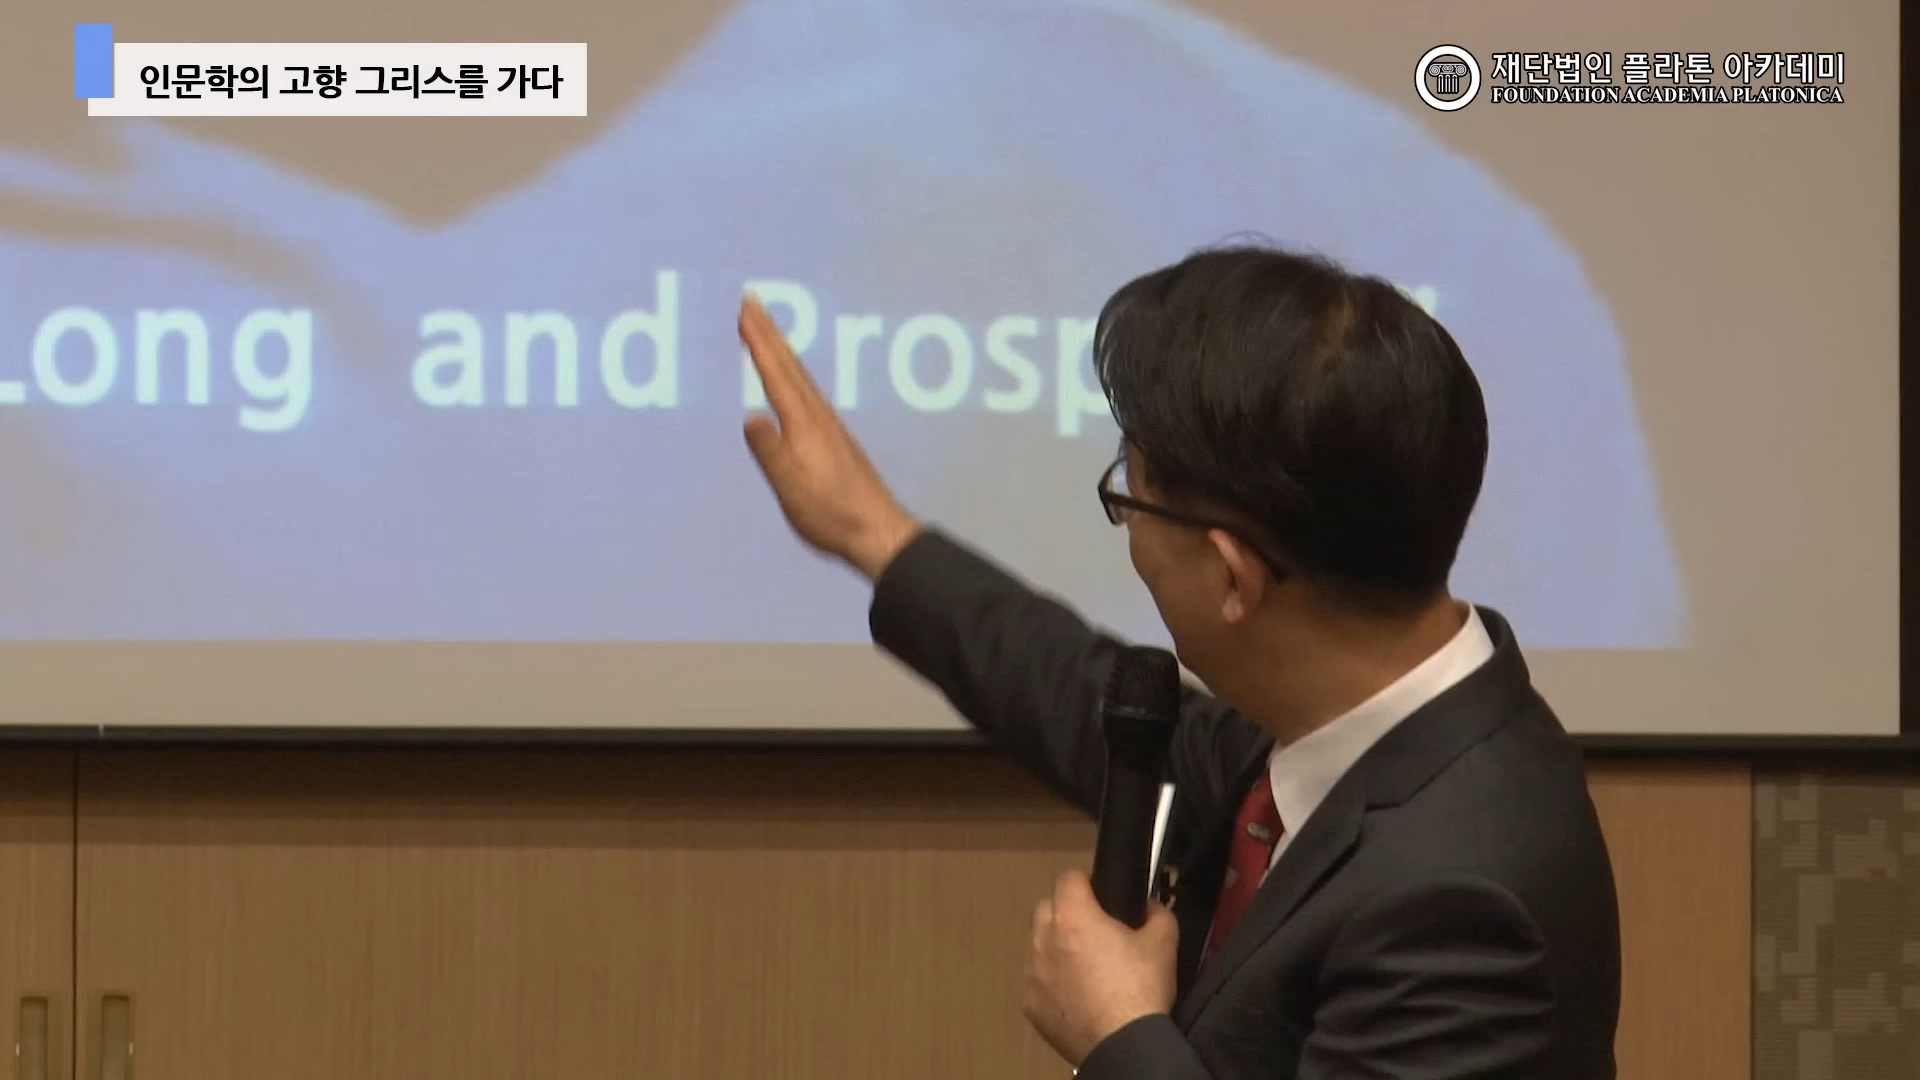 인문학의 고향 그리스를 가다
재단법인 플라톤 아카데미
FOUNDATION ACADEMIA PLATONICA
Long and Prosp